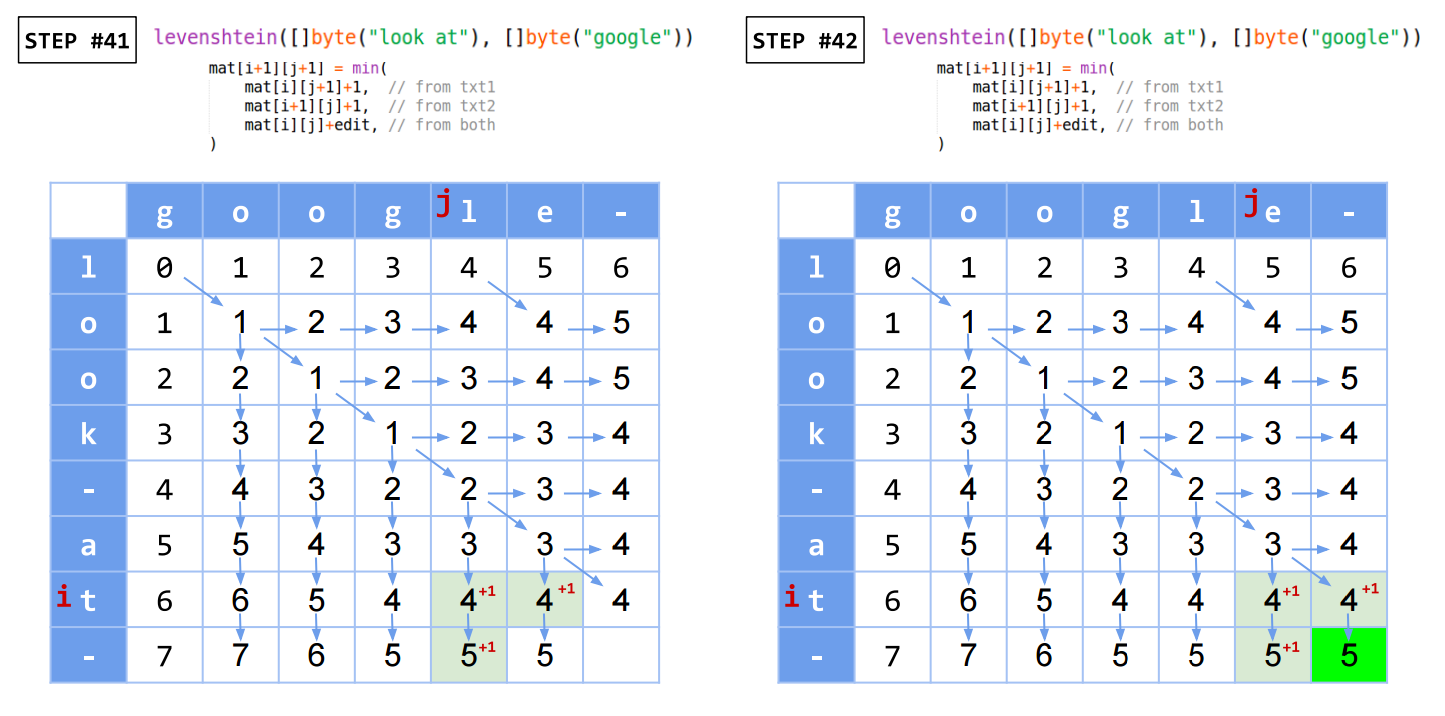 STEP #41 levenshtein([]byte("look at"), []byte("google"))
mat[i+1][j+1] = min(
mat[i][j+1]+1, // from txt1
mat[i+1][j]+1, // from txt2
mat[i][j]+edit, // from both
)
g o o g j l e -
l 0 1 2 3 4 5 6
o 1 1 2 3 4 4 5
o 2 2 1 2 3 4 5
k 3 3 2 1 2 3 4
- 4 4 3 2 2 3 4
a 5 5 4 3 3 3 4
i t 6 6 5 4 4+1 4+1 4
- 7 7 6 5 5+1 5
STEP #42 levenshtein([]byte("look at"), []byte("google"))
mat[i+1][j+1] = min(
mat[i][j+1]+1, // from txt1
mat[i+1][j]+1, // from txt2
mat[i][j]+edit, // from both
)
g o o g l j e -
l 0 1 2 3 4 5 6
o 1 1 2 3 4 4 5
o 2 2 1 2 3 4 5
k 3 3 2 1 2 3 4
- 4 4 3 2 2 3 4
a 5 5 4 3 3 3 4
i t 6 6 5 4 4 4+1 4+1
- 7 7 6 5 5 5+1 5